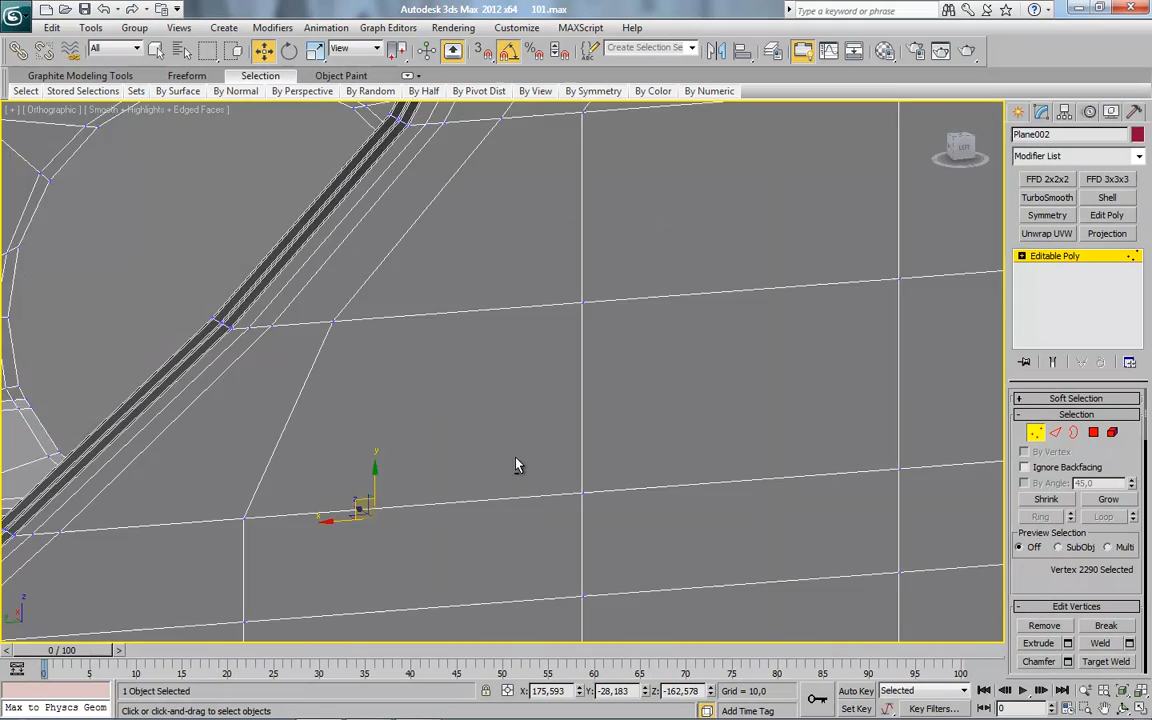 Autodesk 3ds Max 2012 x64 101.max
Type a keyword or phrase
Edit Tools Group Views Create Modifiers Animation Graph Editors Rendering Customize MAXScript Help
All View 3 Create Selection Se
Graphite Modeling Tools Freeform Selection Object Paint
Select Stored Selections Sets By Surface By Normal By Perspective By Random By Half By Pivot Dist By View By Symmetry By Color By Numeric
[ + ] [ Orthographic ] [ Smooth + Highlights + Edged Faces ]
LEFT
Plane002
Modifier List
FFD 2x2x2 FFD 3x3x3
TurboSmooth Shell
Symmetry Edit Poly
Unwrap UVW Projection
Editable Poly
Soft Selection
Selection
By Vertex
Ignore Backfacing
By Angle: 45,0
Shrink Grow
Ring Loop
Preview Selection
Off SubObj Multi
Vertex 2290 Selected
Edit Vertices
Remove Break
Extrude Weld
Chamfer Target Weld
y
z
x
z
x
y
0 / 100
0 5 10 15 20 25 30 35 40 45 50 55 60 65 70 75 80 85 90 95 100
1 Object Selected X: 175,593 Y: -28,183 Z: -162,578 Grid = 10,0 Auto Key Selected
Max to Physcs Geom Click or click-and-drag to select objects Add Time Tag Set Key Key Filters... 0